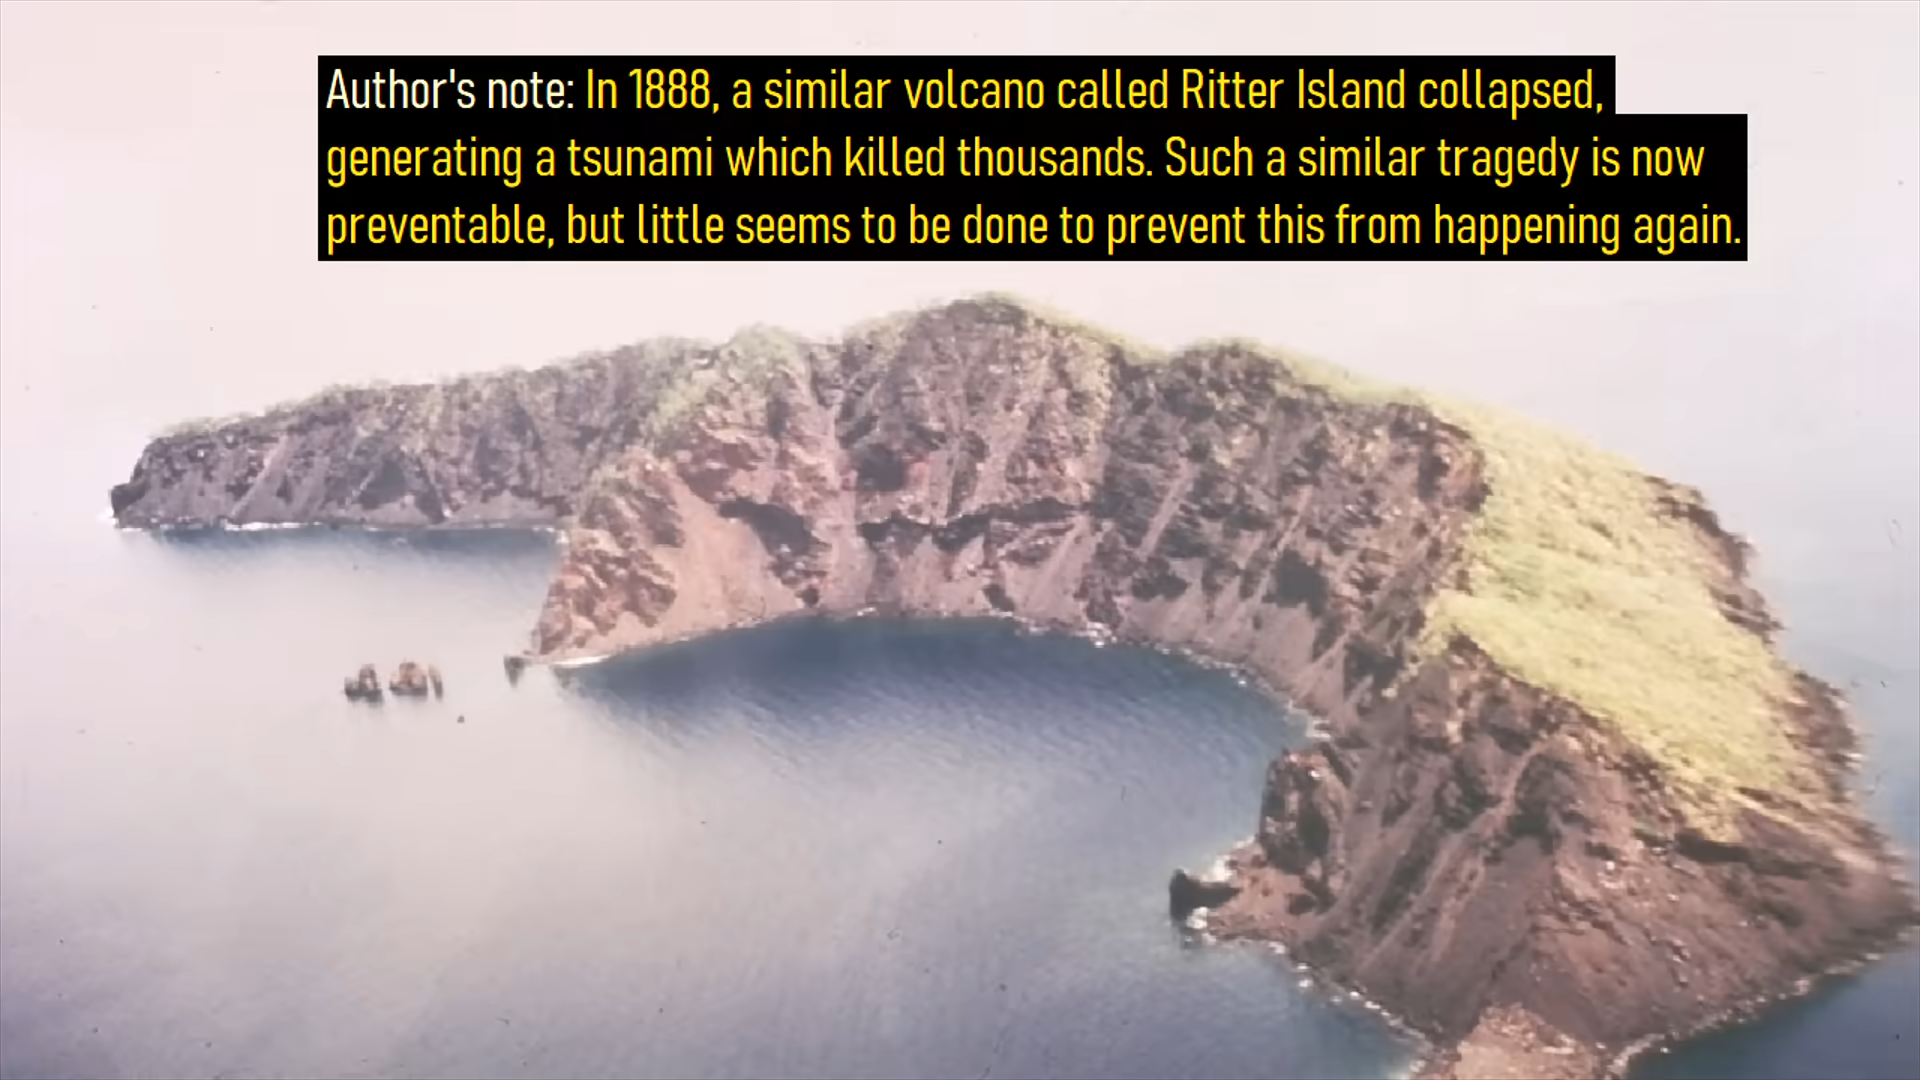 Author's note: In 1888, a similar volcano called Ritter Island collapsed,
generating a tsunami which killed thousands. Such a similar tragedy is now
preventable, but little seems to be done to prevent this from happening again.